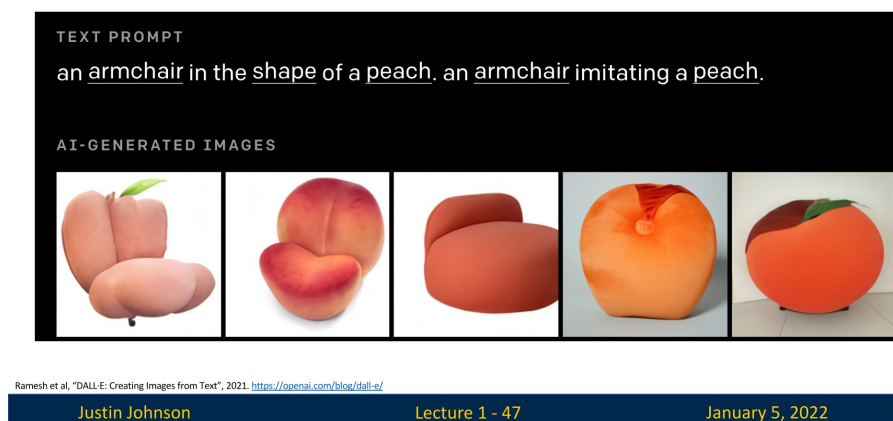 TEXT PROMPT
an armchair in the shape of a peach. an armchair imitating a peach.
AI-GENERATED IMAGES
Ramesh et al, "DALL·E: Creating Images from Text", 2021. https://openai.com/blog/dall-e/
Justin Johnson Lecture 1 - 47 January 5, 2022